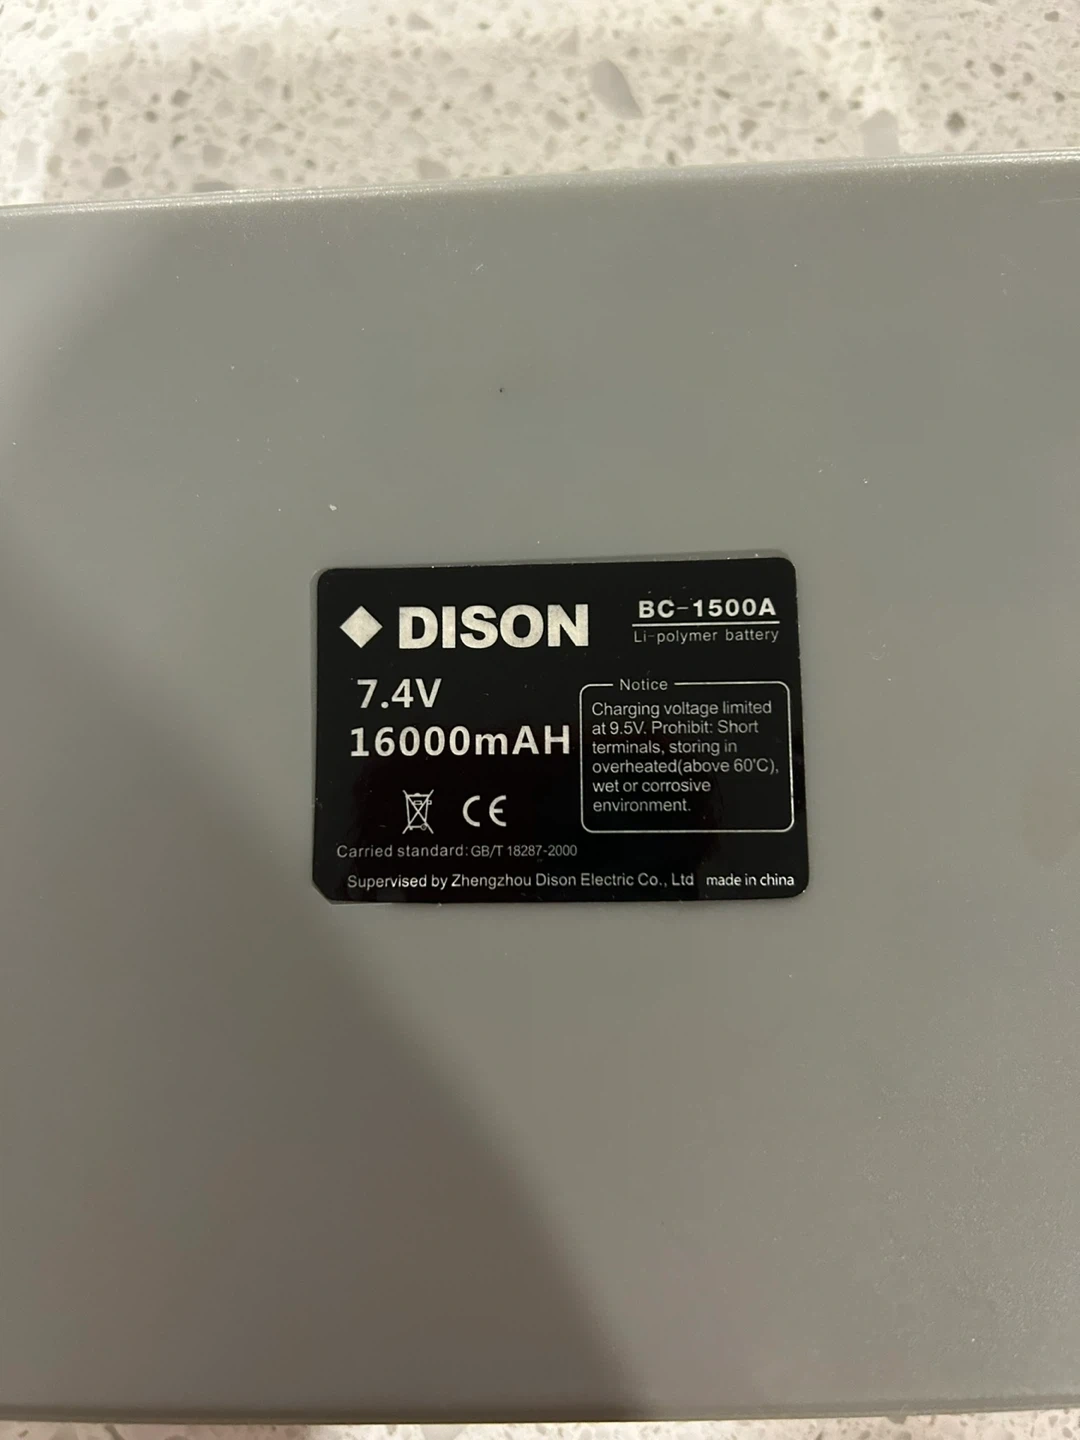 DISON
BC-1500A
Li-polymer battery
7.4V
16000mAH
Notice
Charging voltage limited
at 9.5V. Prohibit: Short
terminals, storing in
overheated(above 60'C),
wet or corrosive
environment.
CE
Carried standard: GB/T 18287-2000
Supervised by Zhengzhou Dison Electric Co., Ltd made in china